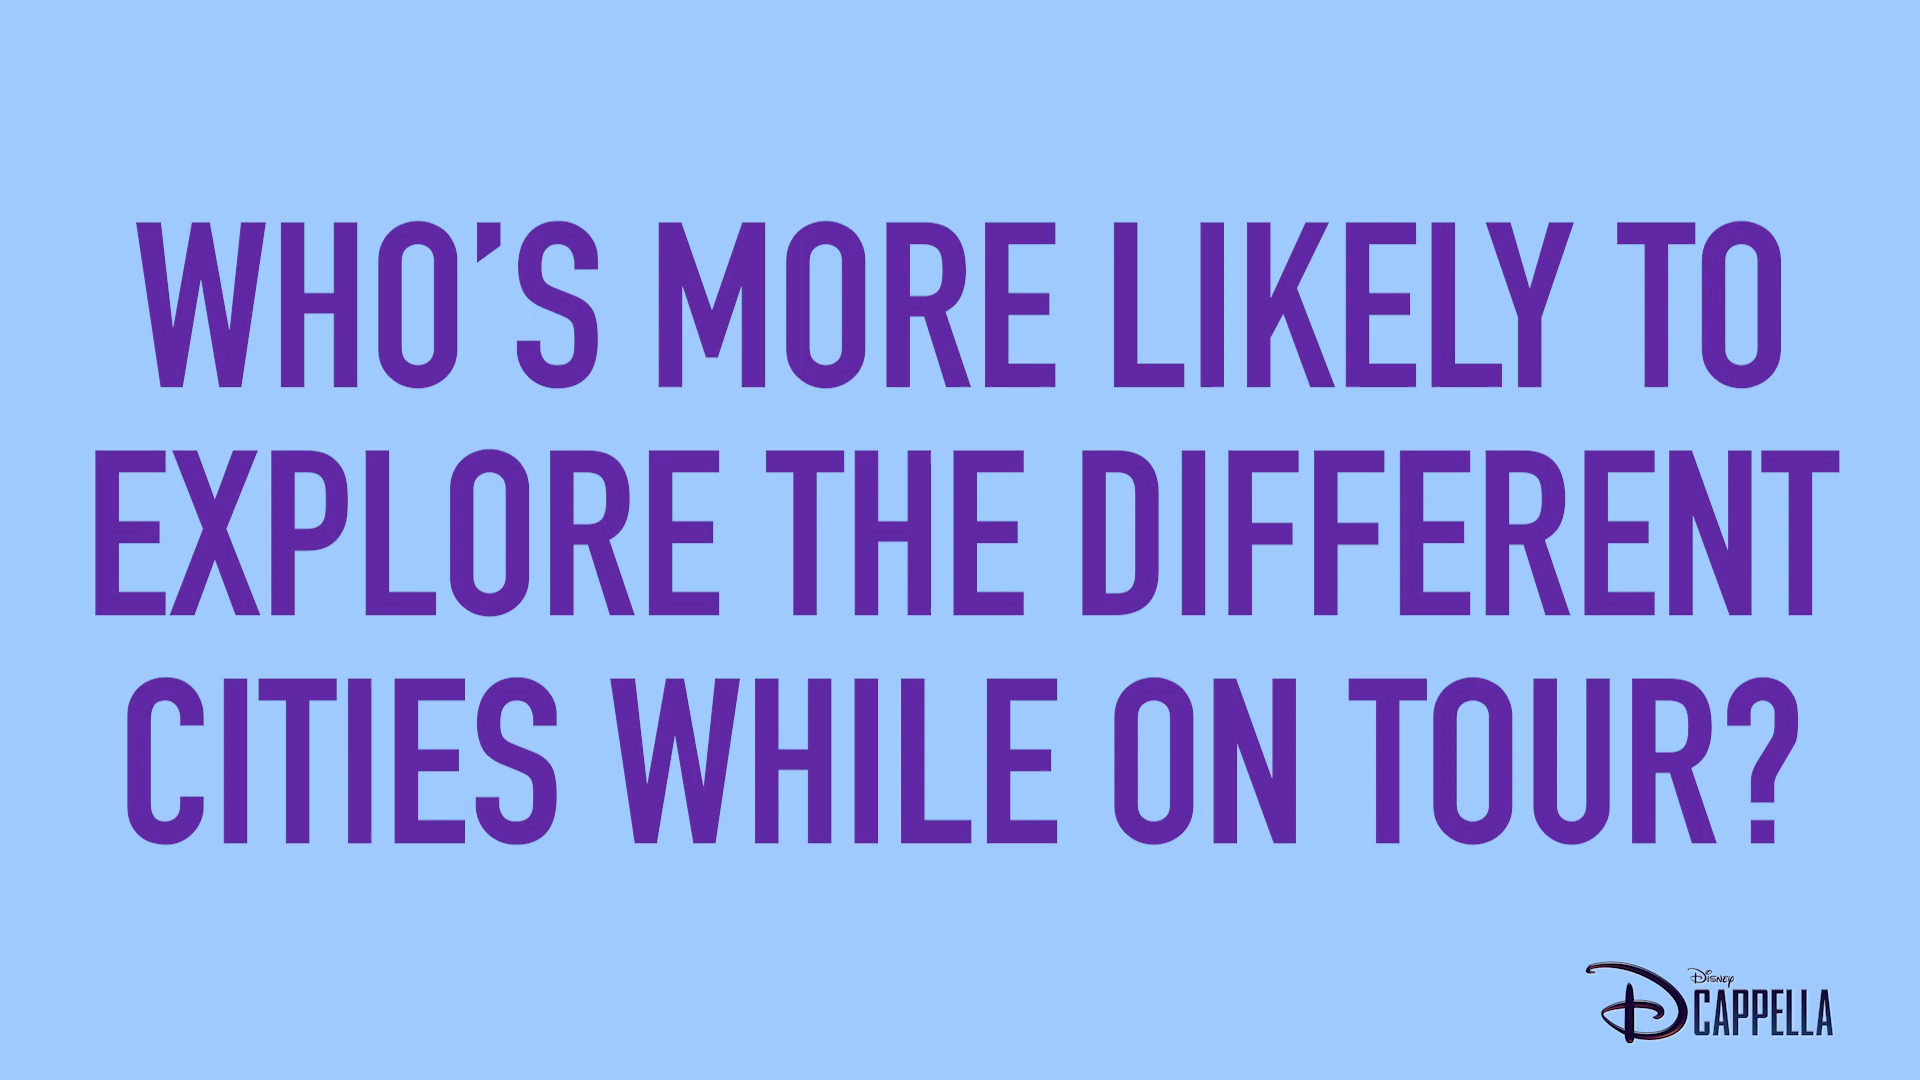 WHO'S MORE LIKELY TO
EXPLORE THE DIFFERENT
CITIES WHILE ON TOUR?
DISNEY
DCAPPELLA